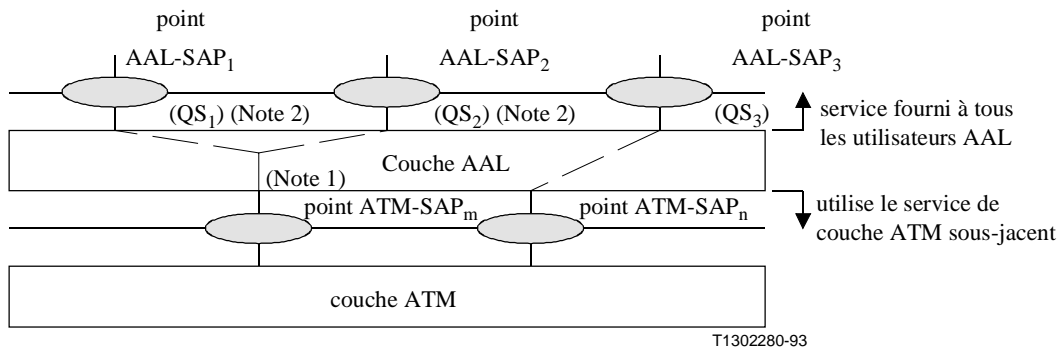 point point point
AAL-SAP1 AAL-SAP2 AAL-SAP3
(QS1) (Note 2) (QS2) (Note 2) (QS3)
service fourni à tous
les utilisateurs AAL
Couche AAL
(Note 1)
point ATM-SAPm point ATM-SAPn
utilise le service de
couche ATM sous-jacent
couche ATM
T1302280-93